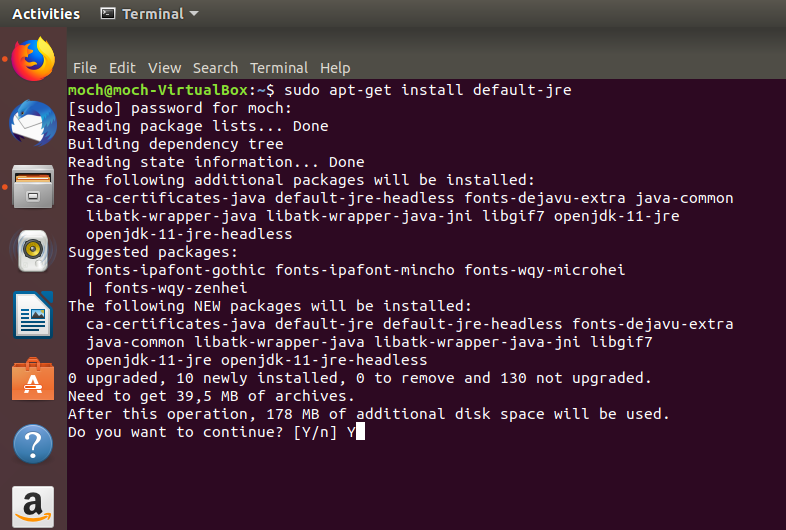 Activities Terminal
File Edit View Search Terminal Help
moch@moch-VirtualBox:~$ sudo apt-get install default-jre
[sudo] password for moch:
Reading package lists... Done
Building dependency tree
Reading state information... Done
The following additional packages will be installed:
  ca-certificates-java default-jre-headless fonts-dejavu-extra java-common
  libatk-wrapper-java libatk-wrapper-java-jni libgif7 openjdk-11-jre
  openjdk-11-jre-headless
Suggested packages:
  fonts-ipafont-gothic fonts-ipafont-mincho fonts-wqy-microhei
  | fonts-wqy-zenhei
The following NEW packages will be installed:
  ca-certificates-java default-jre default-jre-headless fonts-dejavu-extra
  java-common libatk-wrapper-java libatk-wrapper-java-jni libgif7
  openjdk-11-jre openjdk-11-jre-headless
0 upgraded, 10 newly installed, 0 to remove and 130 not upgraded.
Need to get 39,5 MB of archives.
After this operation, 178 MB of additional disk space will be used.
Do you want to continue? [Y/n] Y